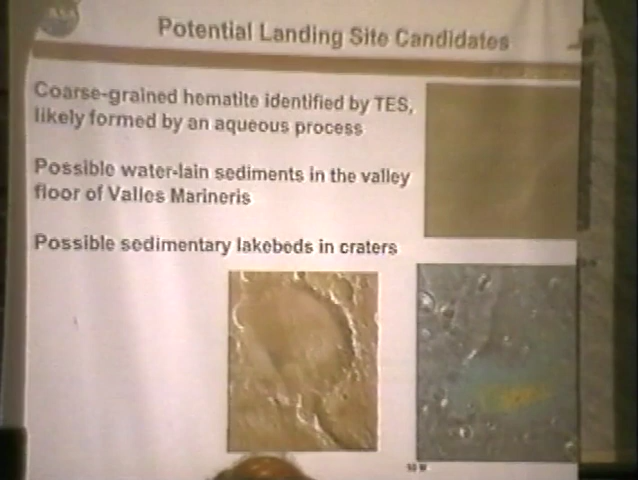 NASA
Potential Landing Site Candidates
Coarse-grained hematite identified by TES,
likely formed by an aqueous process
Possible water-lain sediments in the valley
floor of Valles Marineris
Possible sedimentary lakebeds in craters